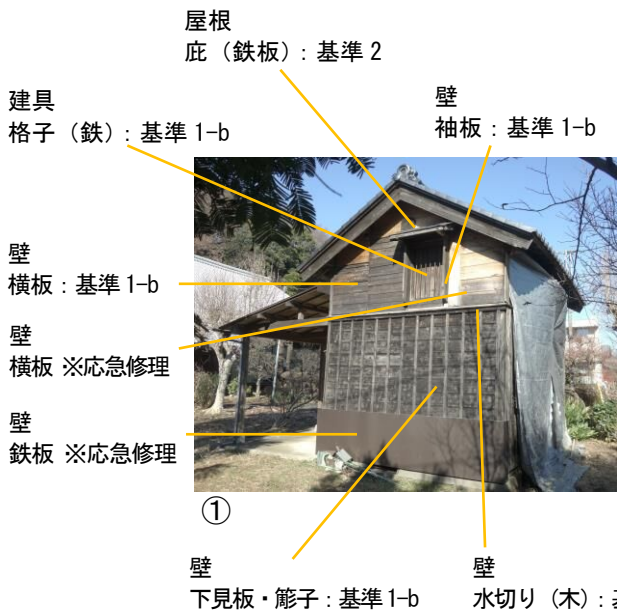 屋根
庇（鉄板）：基準 2
建具
格子（鉄）：基準 1-b
壁
袖板：基準 1-b
壁
横板：基準 1-b
壁
横板 ※応急修理
壁
鉄板 ※応急修理
①
壁
下見板・簓子：基準 1-b
壁
水切り（木）：